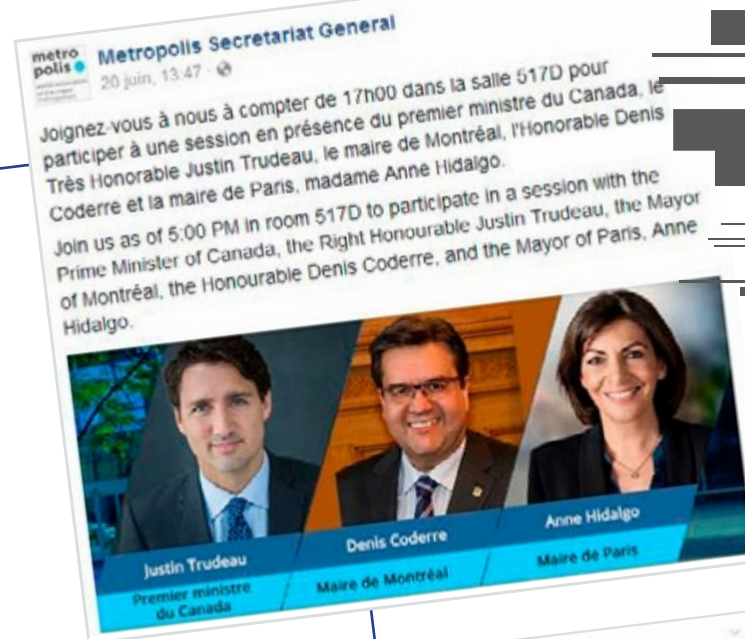 metro
polis
Metropolis Secretariat General
20 juin, 13:47 ·
Joignez-vous à nous à compter de 17h00 dans la salle 517D pour
participer à une session en présence du premier ministre du Canada, le
Très Honorable Justin Trudeau, le maire de Montréal, l'Honorable Denis
Coderre et la maire de Paris, madame Anne Hidalgo.
Join us as of 5:00 PM in room 517D to participate in a session with the
Prime Minister of Canada, the Right Honourable Justin Trudeau, the Mayor
of Montréal, the Honourable Denis Coderre, and the Mayor of Paris, Anne
Hidalgo.
Justin Trudeau
Premier ministre
du Canada
Denis Coderre
Maire de Montréal
Anne Hidalgo
Maire de Paris